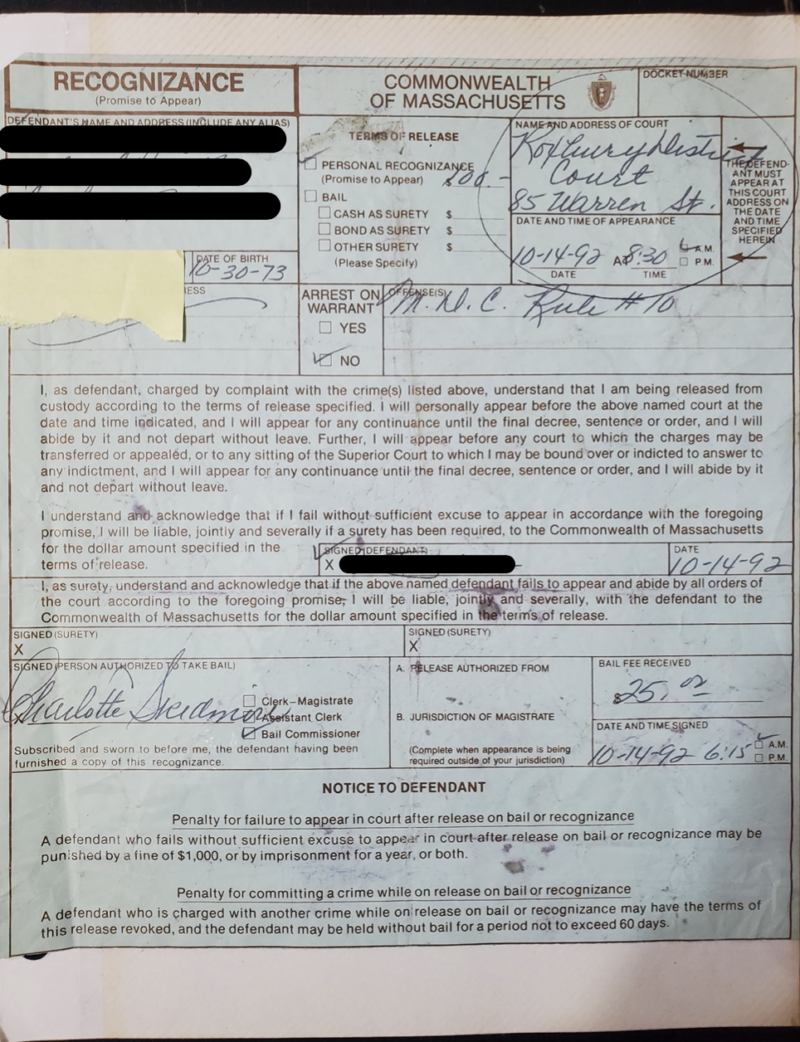 RECOGNIZANCE
(Promise to Appear)
COMMONWEALTH
OF MASSACHUSETTS
DOCKET NUMBER
DEFENDANT'S NAME AND ADDRESS (INCLUDE ANY ALIAS)
TERMS OF RELEASE
PERSONAL RECOGNIZANCE
(Promise to Appear)
BAIL
CASH AS SURETY $
BOND AS SURETY $
OTHER SURETY $
(Please Specify)
NAME AND ADDRESS OF COURT
Roxbury District
Court
85 Warren St.
DATE AND TIME OF APPEARANCE
10-14-92 At 8:30 A.M.
P.M.
DATE TIME
THE DEFEND-
ANT MUST
APPEAR AT
THIS COURT
ADDRESS ON
THE DATE
AND TIME
SPECIFIED
HEREIN
DATE OF BIRTH
10-30-73
ESS
ARREST ON
WARRANT
YES
NO
OFFENSE(S)
M.D.C. Rule #10
I, as defendant, charged by complaint with the crime(s) listed above, understand that I am being released from
custody according to the terms of release specified. I will personally appear before the above named court at the
date and time indicated, and I will appear for any continuance until the final decree, sentence or order, and I will
abide by it and not depart without leave. Further, I will appear before any court to which the charges may be
transferred or appealed, or to any sitting of the Superior Court to which I may be bound over or indicted to answer to
any indictment, and I will appear for any continuance until the final decree, sentence or order, and I will abide by it
and not depart without leave.
I understand and acknowledge that if I fail without sufficient excuse to appear in accordance with the foregoing
promise, I will be liable, jointly and severally if a surety has been required, to the Commonwealth of Massachusetts
for the dollar amount specified in the
terms of release.
SIGNED (DEFENDANT)
X
DATE
10-14-92
I, as surety, understand and acknowledge that if the above named defendant fails to appear and abide by all orders of
the court according to the foregoing promise, I will be liable, jointly and severally, with the defendant to the
Commonwealth of Massachusetts for the dollar amount specified in the terms of release.
SIGNED (SURETY)
X
SIGNED (SURETY)
X
SIGNED (PERSON AUTHORIZED TO TAKE BAIL)
Charlotte Skidmore
Clerk-Magistrate
Assistant Clerk
Bail Commissioner
Subscribed and sworn to before me, the defendant having been
furnished a copy of this recognizance.
A. RELEASE AUTHORIZED FROM
B. JURISDICTION OF MAGISTRATE
(Complete when appearance is being
required outside of your jurisdiction)
BAIL FEE RECEIVED
$25.00
DATE AND TIME SIGNED
10-14-92 6:15 A.M.
P.M.
NOTICE TO DEFENDANT
Penalty for failure to appear in court after release on bail or recognizance
A defendant who fails without sufficient excuse to appear in court after release on bail or recognizance may be
punished by a fine of $1,000, or by imprisonment for a year, or both.
Penalty for committing a crime while on release on bail or recognizance
A defendant who is charged with another crime while on release on bail or recognizance may have the terms of
this release revoked, and the defendant may be held without bail for a period not to exceed 60 days.